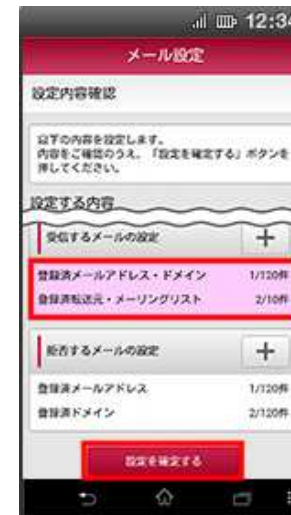 12:34
メール設定
設定内容確認
以下の内容を設定します。
内容をご確認のうえ、「設定を確定する」ボタンを
押してください。
設定する内容
受信するメールの設定
登録済メールアドレス・ドメイン 1/120件
登録済転送元・メーリングリスト 2/10件
拒否するメールの設定
登録済メールアドレス 1/120件
登録済ドメイン 2/120件
設定を確定する